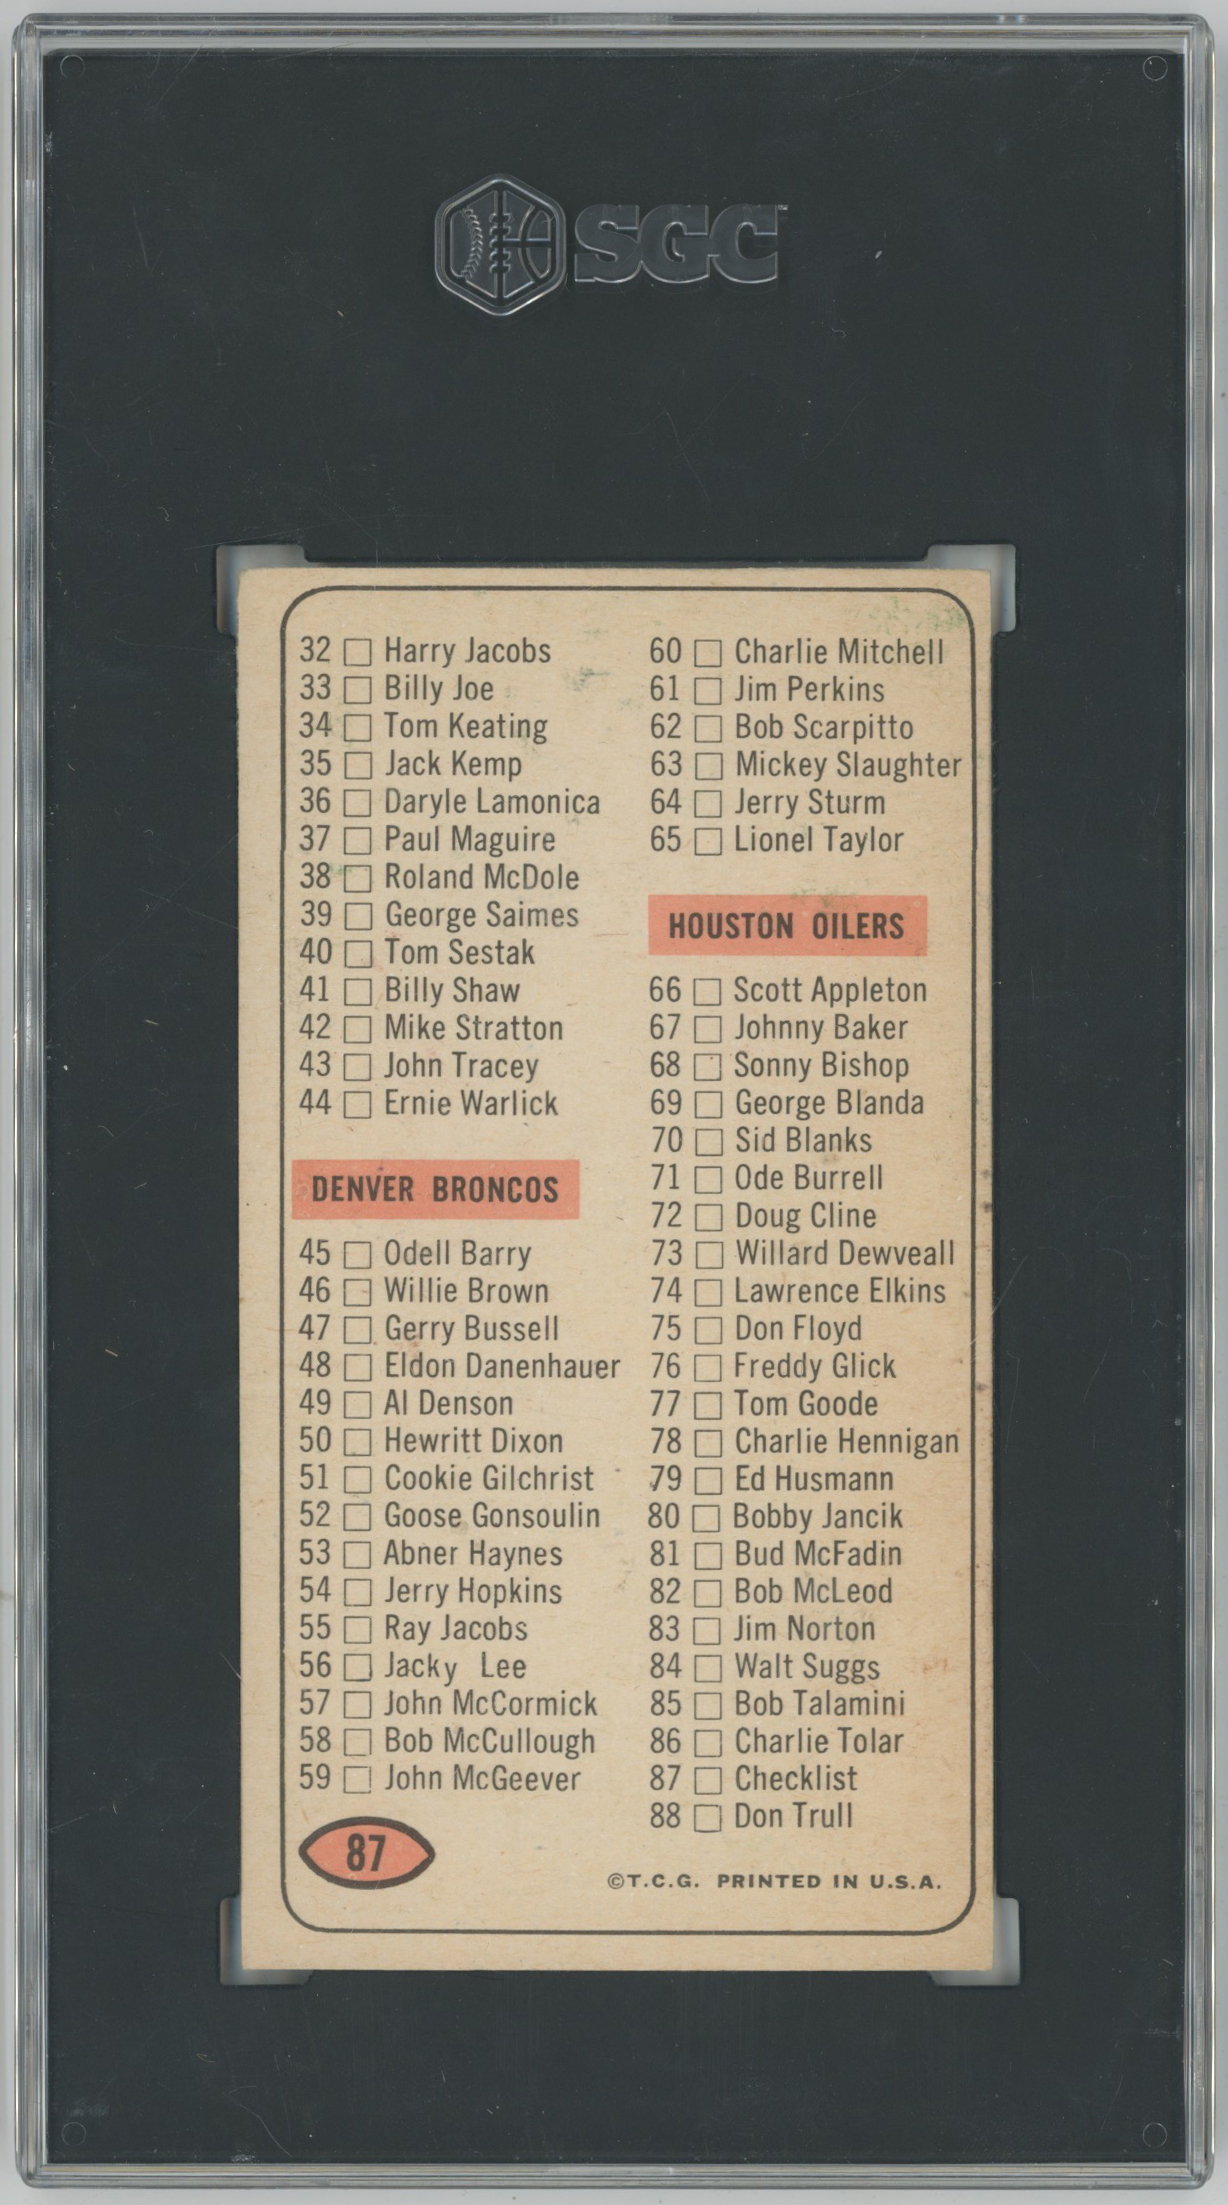 SGC
32 Harry Jacobs
33 Billy Joe
34 Tom Keating
35 Jack Kemp
36 Daryle Lamonica
37 Paul Maguire
38 Roland McDole
39 George Saimes
40 Tom Sestak
41 Billy Shaw
42 Mike Stratton
43 John Tracey
44 Ernie Warlick
DENVER BRONCOS
45 Odell Barry
46 Willie Brown
47 Gerry Bussell
48 Eldon Danenhauer
49 Al Denson
50 Hewritt Dixon
51 Cookie Gilchrist
52 Goose Gonsoulin
53 Abner Haynes
54 Jerry Hopkins
55 Ray Jacobs
56 Jacky Lee
57 John McCormick
58 Bob McCullough
59 John McGeever
87
60 Charlie Mitchell
61 Jim Perkins
62 Bob Scarpitto
63 Mickey Slaughter
64 Jerry Sturm
65 Lionel Taylor
HOUSTON OILERS
66 Scott Appleton
67 Johnny Baker
68 Sonny Bishop
69 George Blanda
70 Sid Blanks
71 Ode Burrell
72 Doug Cline
73 Willard Dewveall
74 Lawrence Elkins
75 Don Floyd
76 Freddy Glick
77 Tom Goode
78 Charlie Hennigan
79 Ed Husmann
80 Bobby Jancik
81 Bud McFadin
82 Bob McLeod
83 Jim Norton
84 Walt Suggs
85 Bob Talamini
86 Charlie Tolar
87 Checklist
88 Don Trull
©T.C.G. PRINTED IN U.S.A.